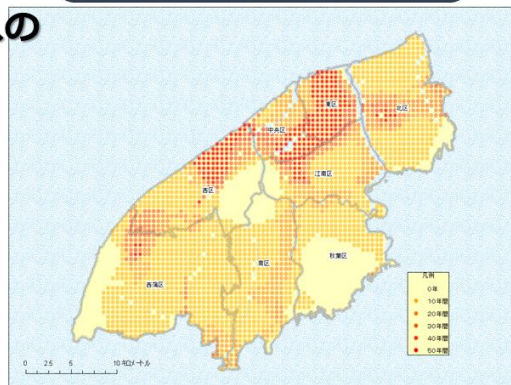 の
北区
東区
中央区
江南区
西区
秋葉区
南区
西蒲区
凡例
0年
10年間
20年間
30年間
40年間
50年間
0 2.5 5 10 キロメートル